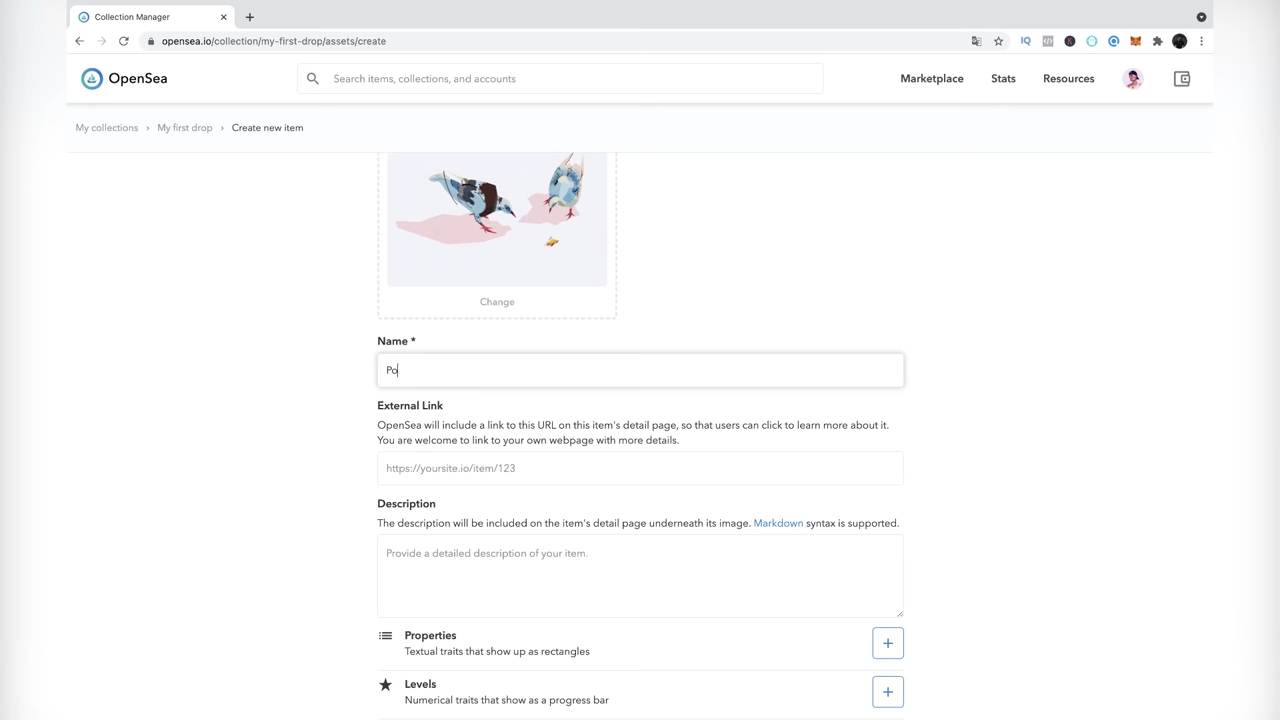 Collection Manager
opensea.io/collection/my-first-drop/assets/create
OpenSea
Search items, collections, and accounts
Marketplace
Stats
Resources
My collections › My first drop › Create new item
Change
Name *
Po
External Link
OpenSea will include a link to this URL on this item's detail page, so that users can click to learn more about it.
You are welcome to link to your own webpage with more details.
https://yoursite.io/item/123
Description
The description will be included on the item's detail page underneath its image. Markdown syntax is supported.
Provide a detailed description of your item.
Properties
Textual traits that show up as rectangles
Levels
Numerical traits that show as a progress bar